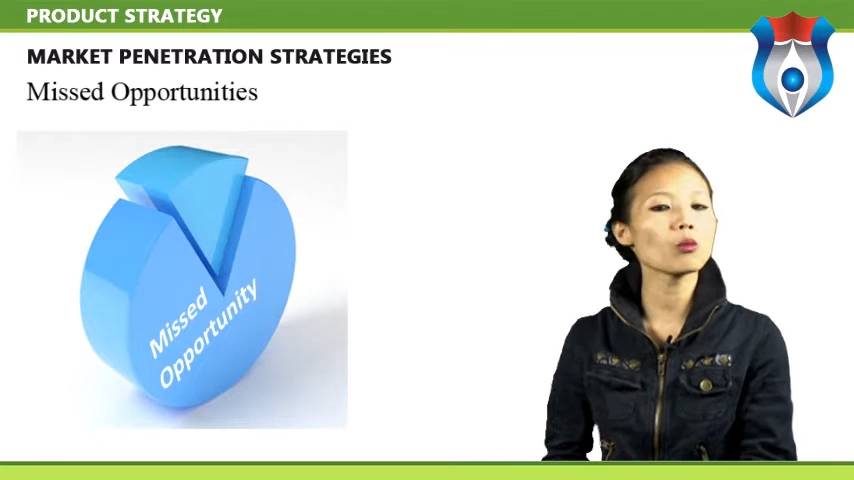 PRODUCT STRATEGY
MARKET PENETRATION STRATEGIES
Missed Opportunities
Missed
Opportunity